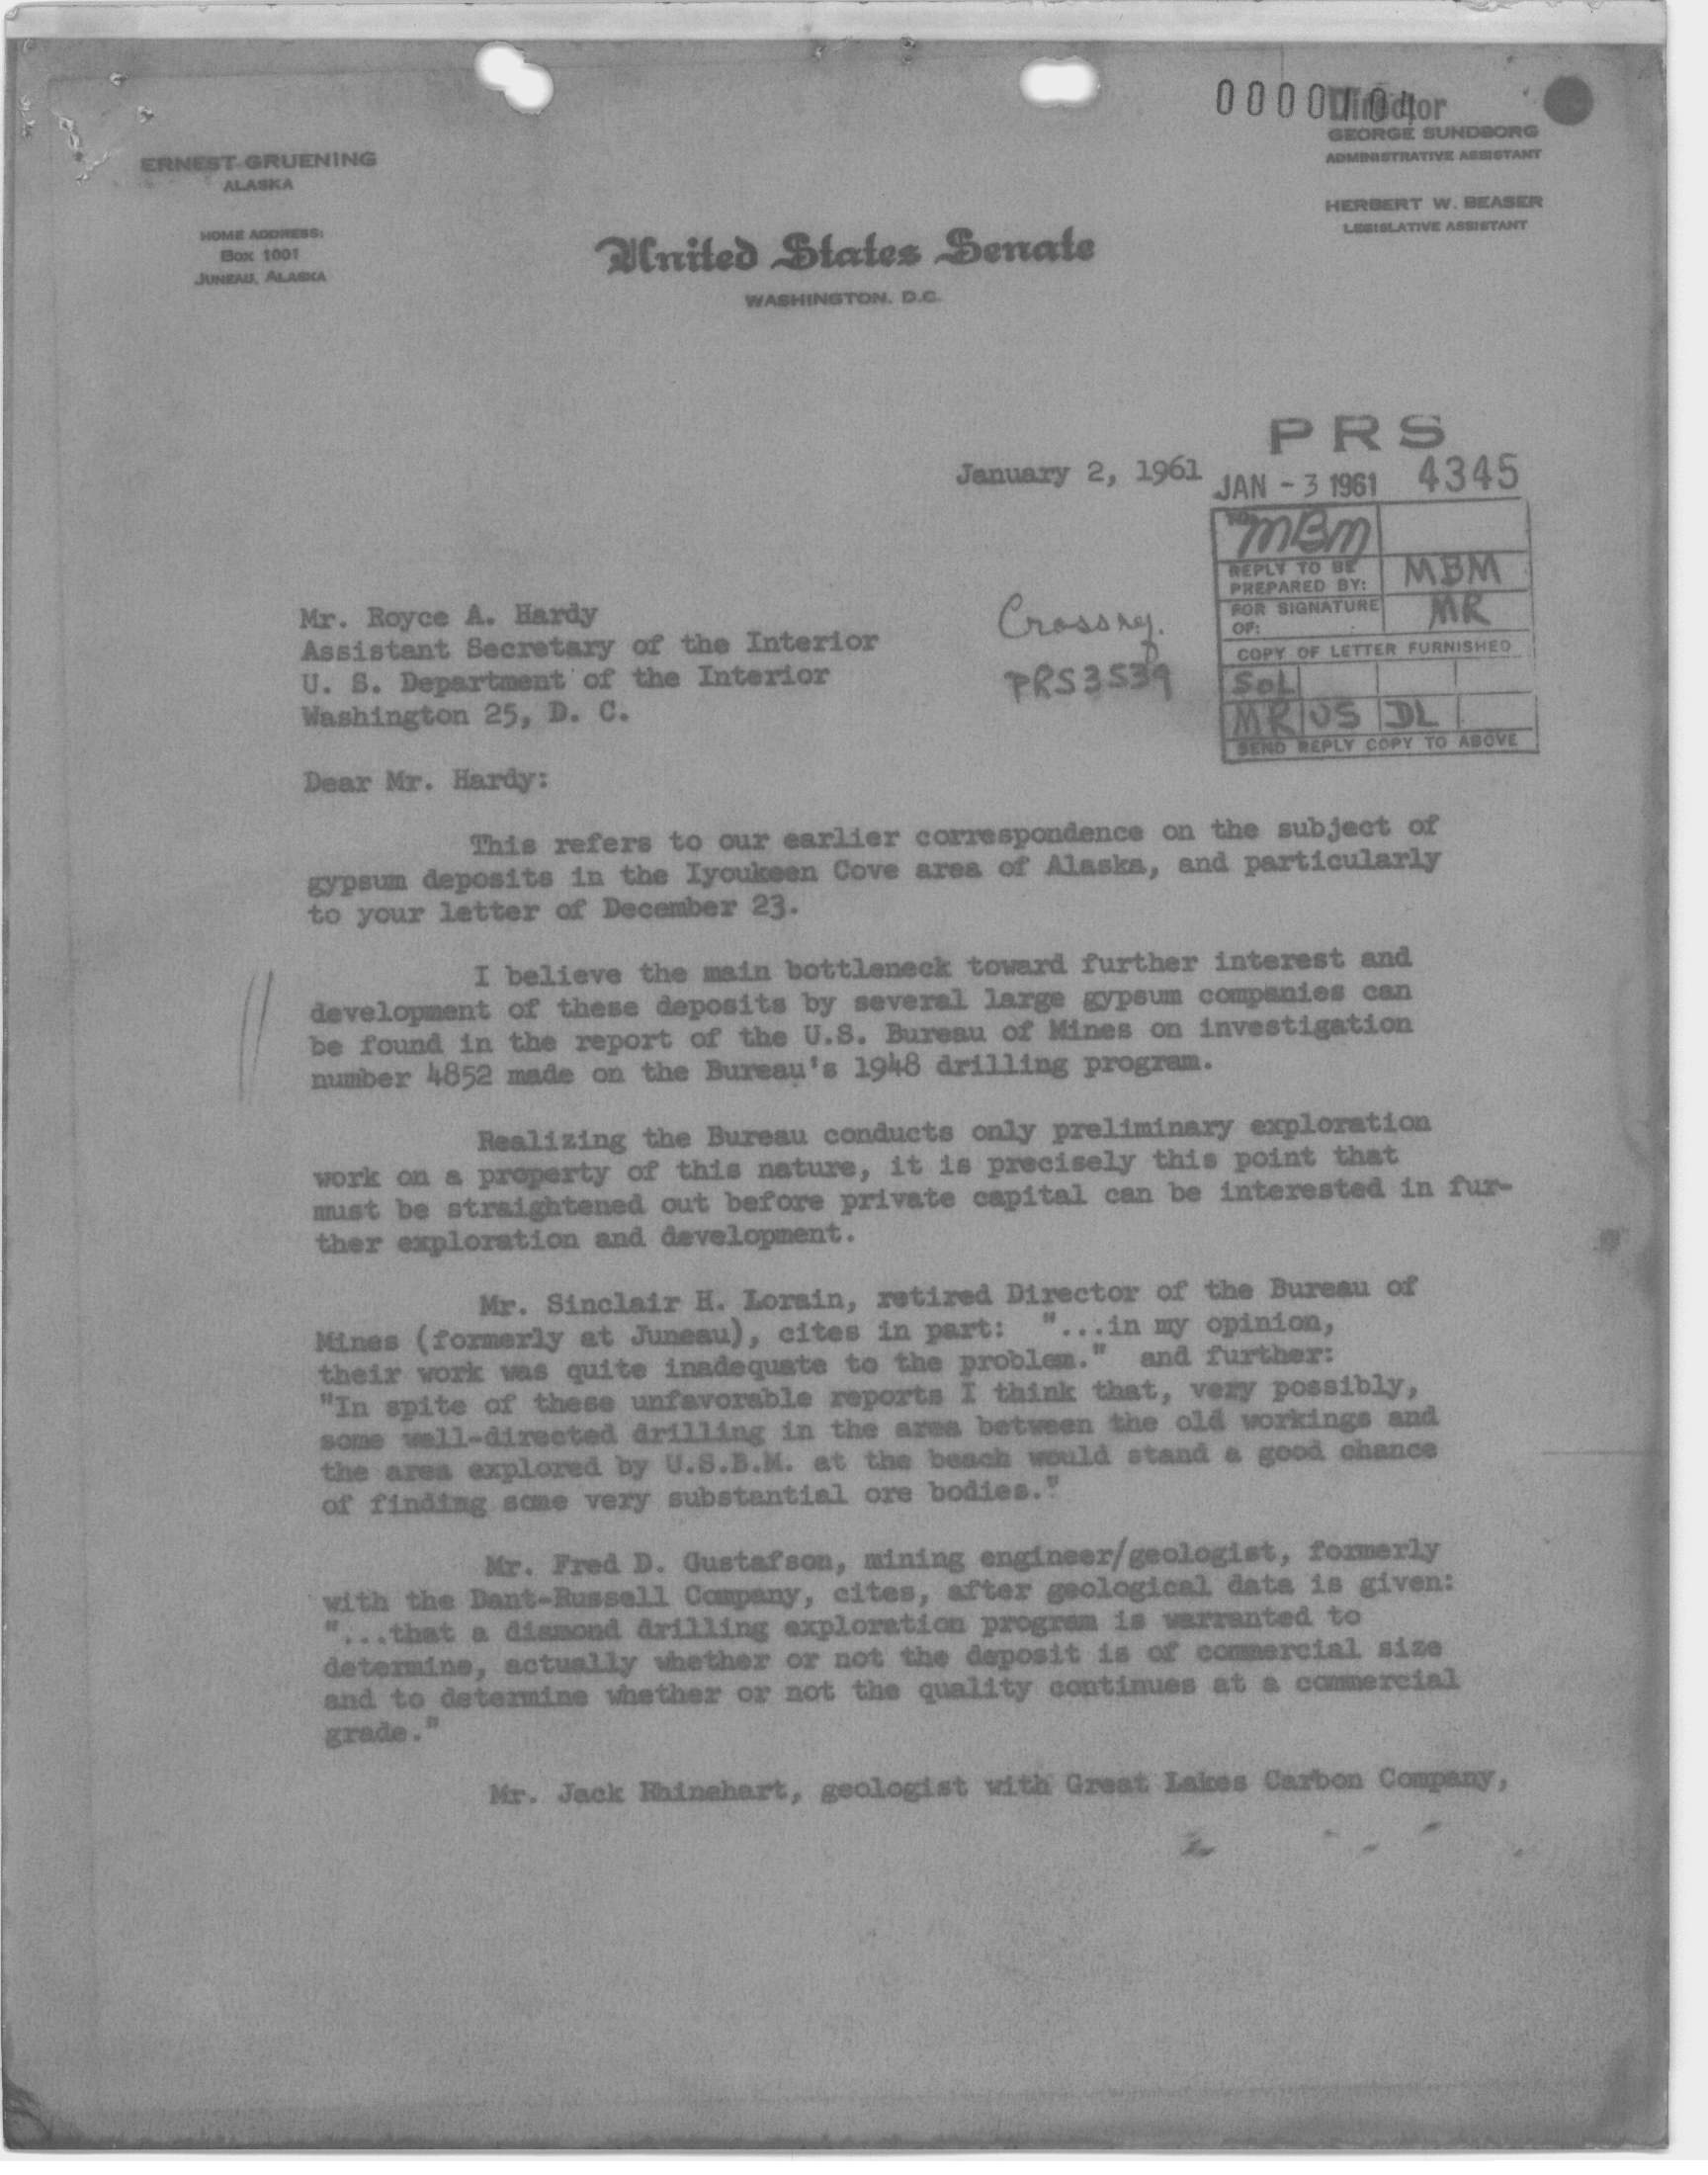 ERNEST GRUENING
ALASKA
HOME ADDRESS:
BOX 1001
JUNEAU, ALASKA
Director
GEORGE SUNDBORG
ADMINISTRATIVE ASSISTANT
HERBERT W. BEASER
LEGISLATIVE ASSISTANT
United States Senate
WASHINGTON, D.C.
PRS
January 2, 1961
JAN - 3 1961 4345
TO:
MBM
REPLY TO BE
PREPARED BY: MBM
FOR SIGNATURE
OF: MR
COPY OF LETTER FURNISHED
SOL
MR OS DL
SEND REPLY COPY TO ABOVE
Cross ref.
PRS 3539
Mr. Royce A. Hardy
Assistant Secretary of the Interior
U. S. Department of the Interior
Washington 25, D. C.
Dear Mr. Hardy:
This refers to our earlier correspondence on the subject of
gypsum deposits in the Iyoukeen Cove area of Alaska, and particularly
to your letter of December 23.
I believe the main bottleneck toward further interest and
development of these deposits by several large gypsum companies can
be found in the report of the U.S. Bureau of Mines on investigation
number 4852 made on the Bureau's 1948 drilling program.
Realizing the Bureau conducts only preliminary exploration
work on a property of this nature, it is precisely this point that
must be straightened out before private capital can be interested in fur-
ther exploration and development.
Mr. Sinclair H. Lorain, retired Director of the Bureau of
Mines (formerly at Juneau), cites in part: "...in my opinion,
their work was quite inadequate to the problem." and further:
"In spite of these unfavorable reports I think that, very possibly,
some well-directed drilling in the area between the old workings and
the area explored by U.S.B.M. at the beach would stand a good chance
of finding some very substantial ore bodies."
Mr. Fred D. Gustafson, mining engineer/geologist, formerly
with the Dant-Russell Company, cites, after geological data is given:
"...that a diamond drilling exploration program is warranted to
determine, actually whether or not the deposit is of commercial size
and to determine whether or not the quality continues at a commercial
grade."
Mr. Jack Rhinehart, geologist with Great Lakes Carbon Company,